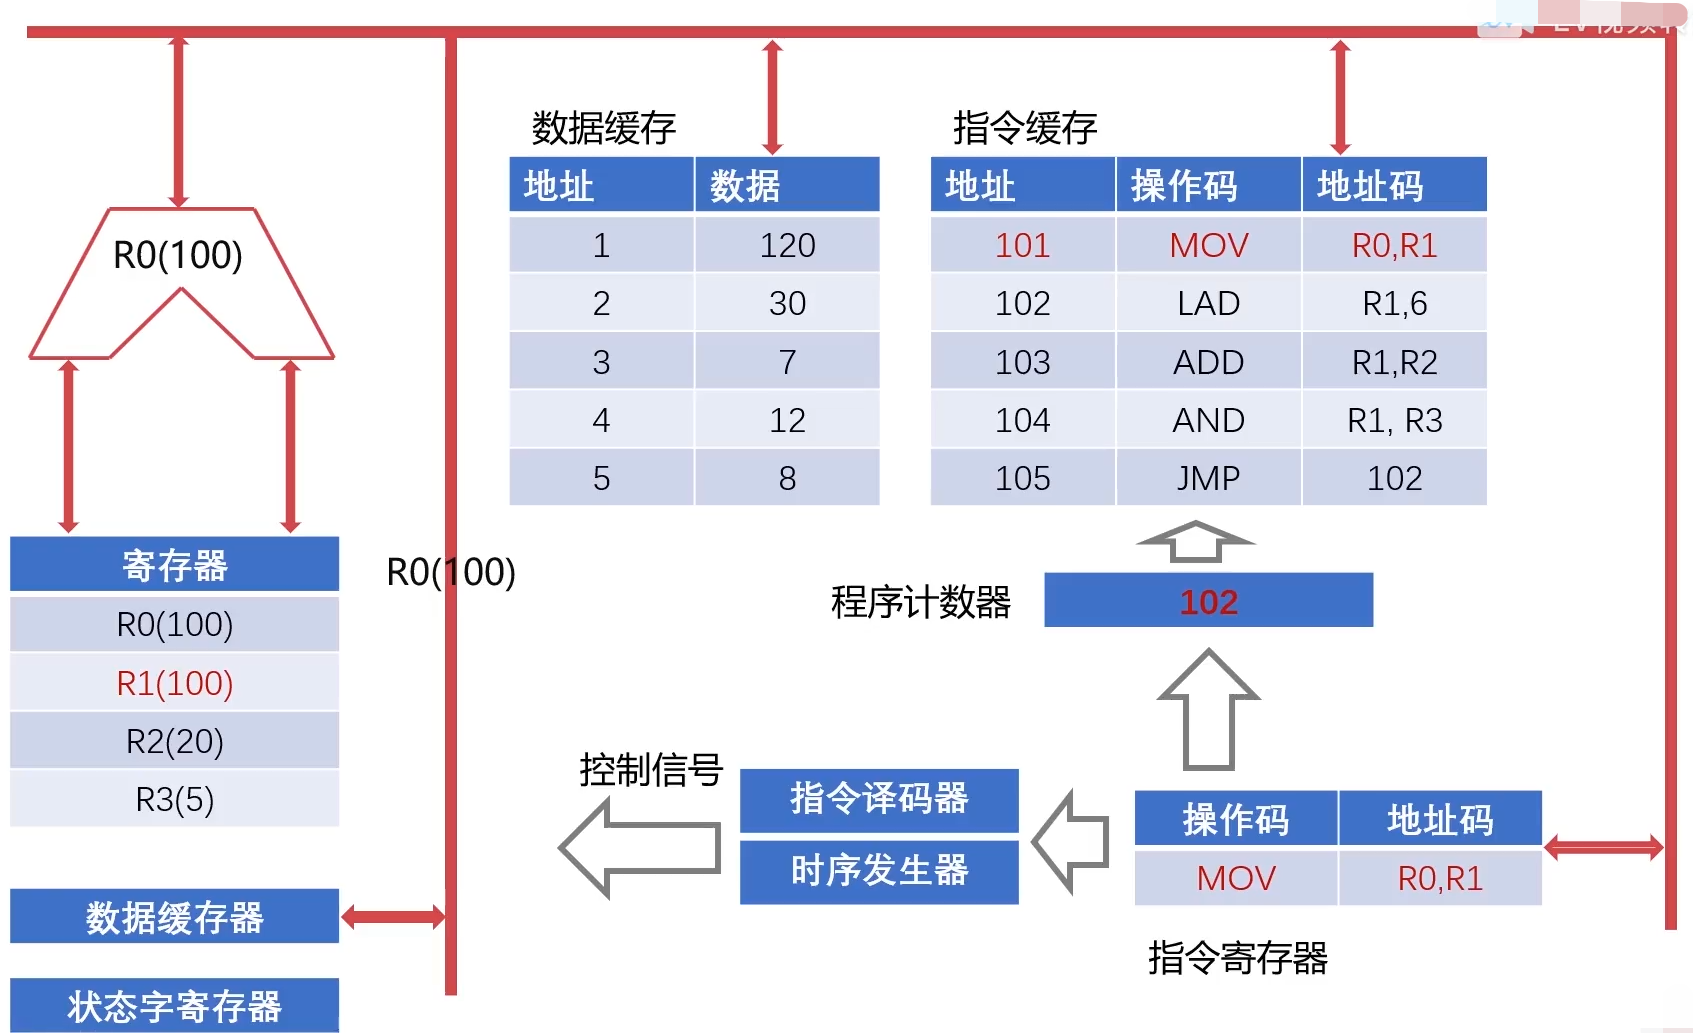 R0(100)
数据缓存
地址 数据
1 120
2 30
3 7
4 12
5 8
指令缓存
地址 操作码 地址码
101 MOV R0,R1
102 LAD R1,6
103 ADD R1,R2
104 AND R1, R3
105 JMP 102
寄存器
R0(100)
R1(100)
R2(20)
R3(5)
R0(100)
程序计数器
102
控制信号
指令译码器
时序发生器
操作码 地址码
MOV R0,R1
指令寄存器
数据缓存器
状态字寄存器